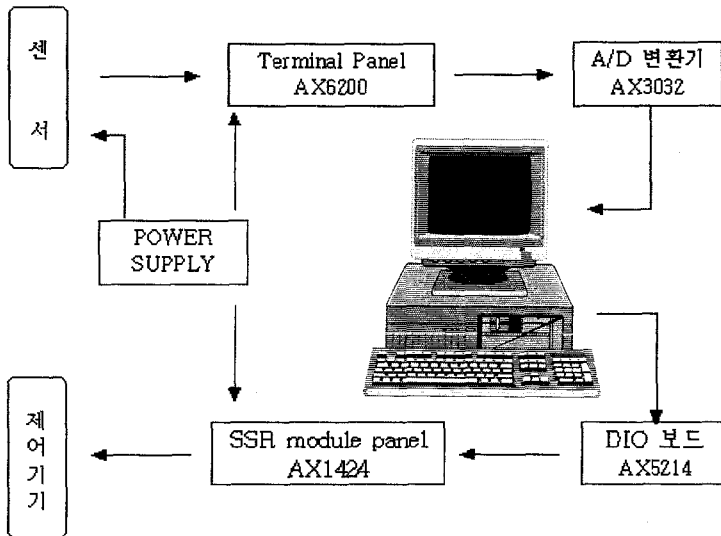 센서
Terminal Panel
AX6200
A/D 변환기
AX3032
POWER
SUPPLY
제어기기
SSR module panel
AX1424
DIO 보드
AX5214